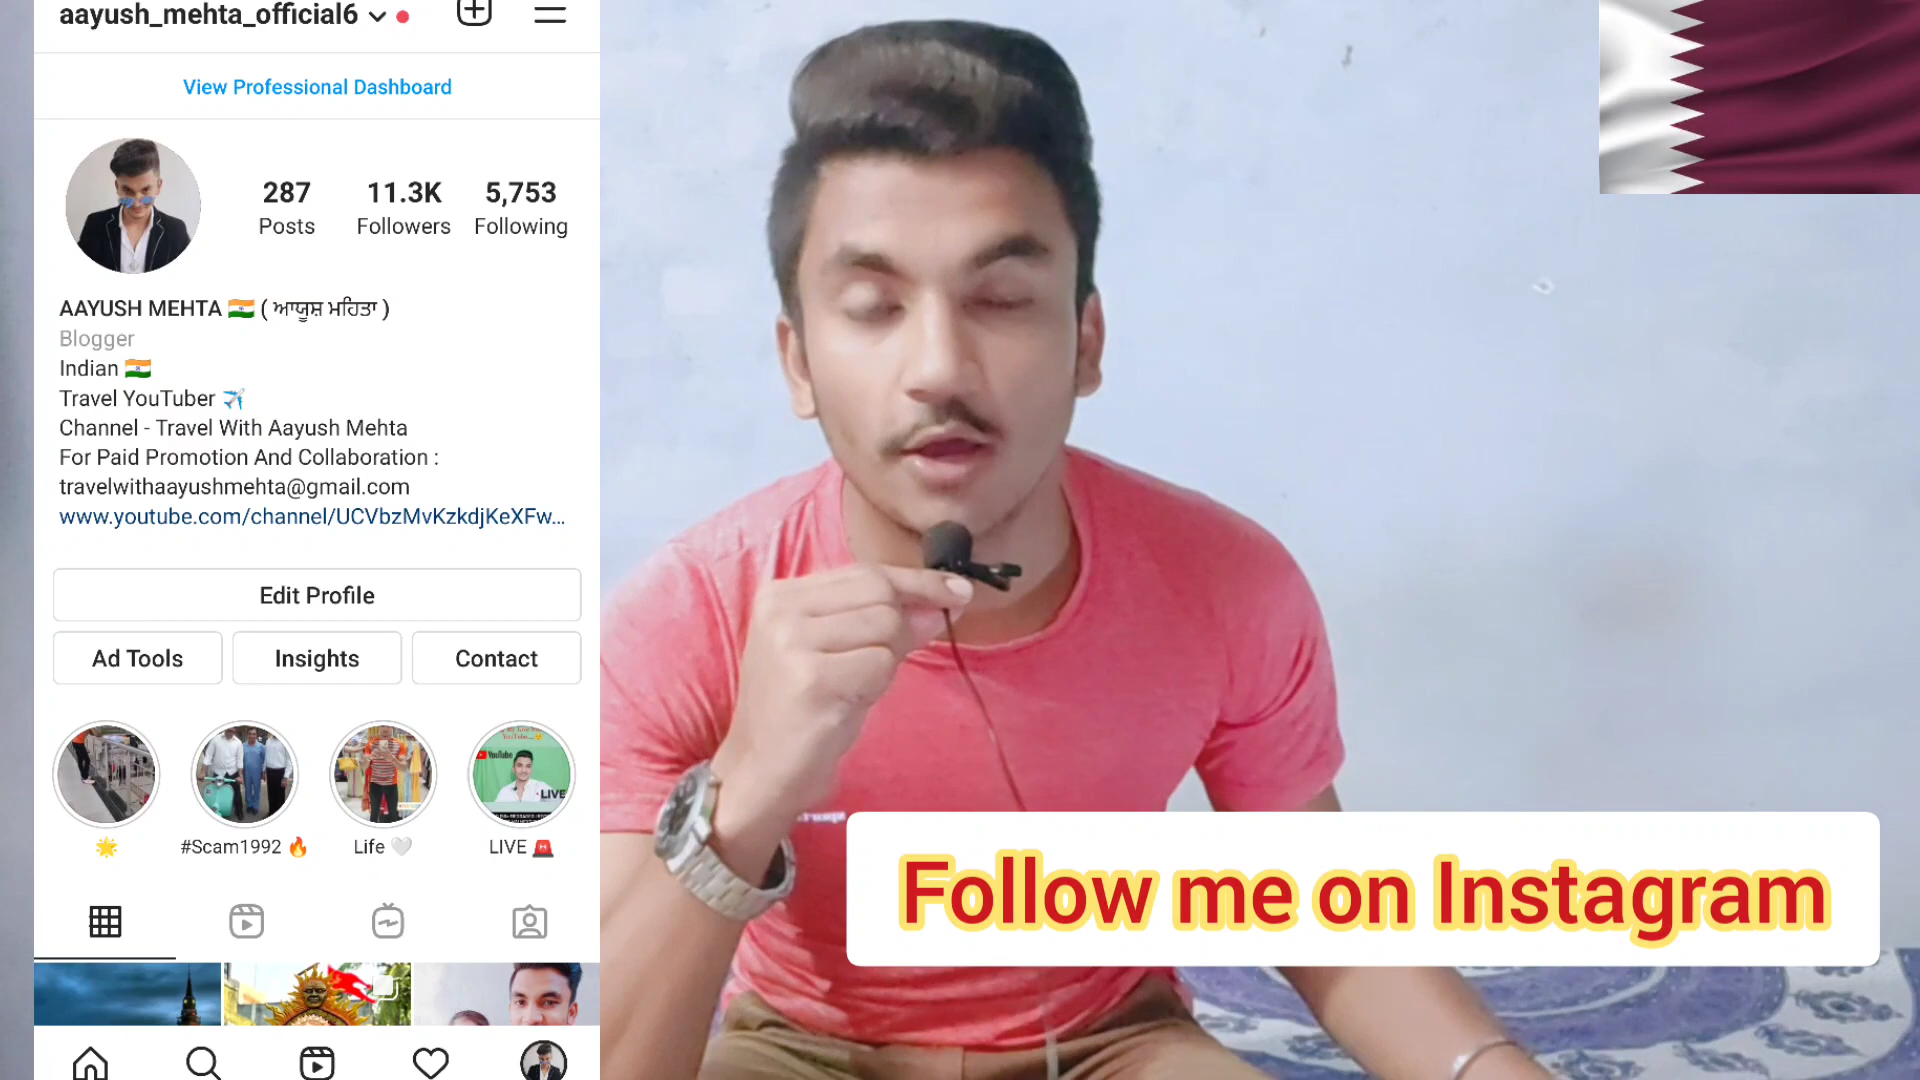 aayush_mehta_official6
View Professional Dashboard
287
11.3K
5,753
Posts
Followers
Following
AAYUSH MEHTA 🇮🇳 ( ਆਯੂਸ਼ ਮਹਿਤਾ )
Blogger
Indian 🇮🇳
Travel YouTuber ✈️
Channel - Travel With Aayush Mehta
For Paid Promotion And Collaboration :
travelwithaayushmehta@gmail.com
www.youtube.com/channel/UCVbzMvKzkdjKeXFw...
Edit Profile
Ad Tools
Insights
Contact
YouTube
LIVE
🌟
#Scam1992 🔥
Life 🤍
LIVE 🚨
Follow me on Instagram